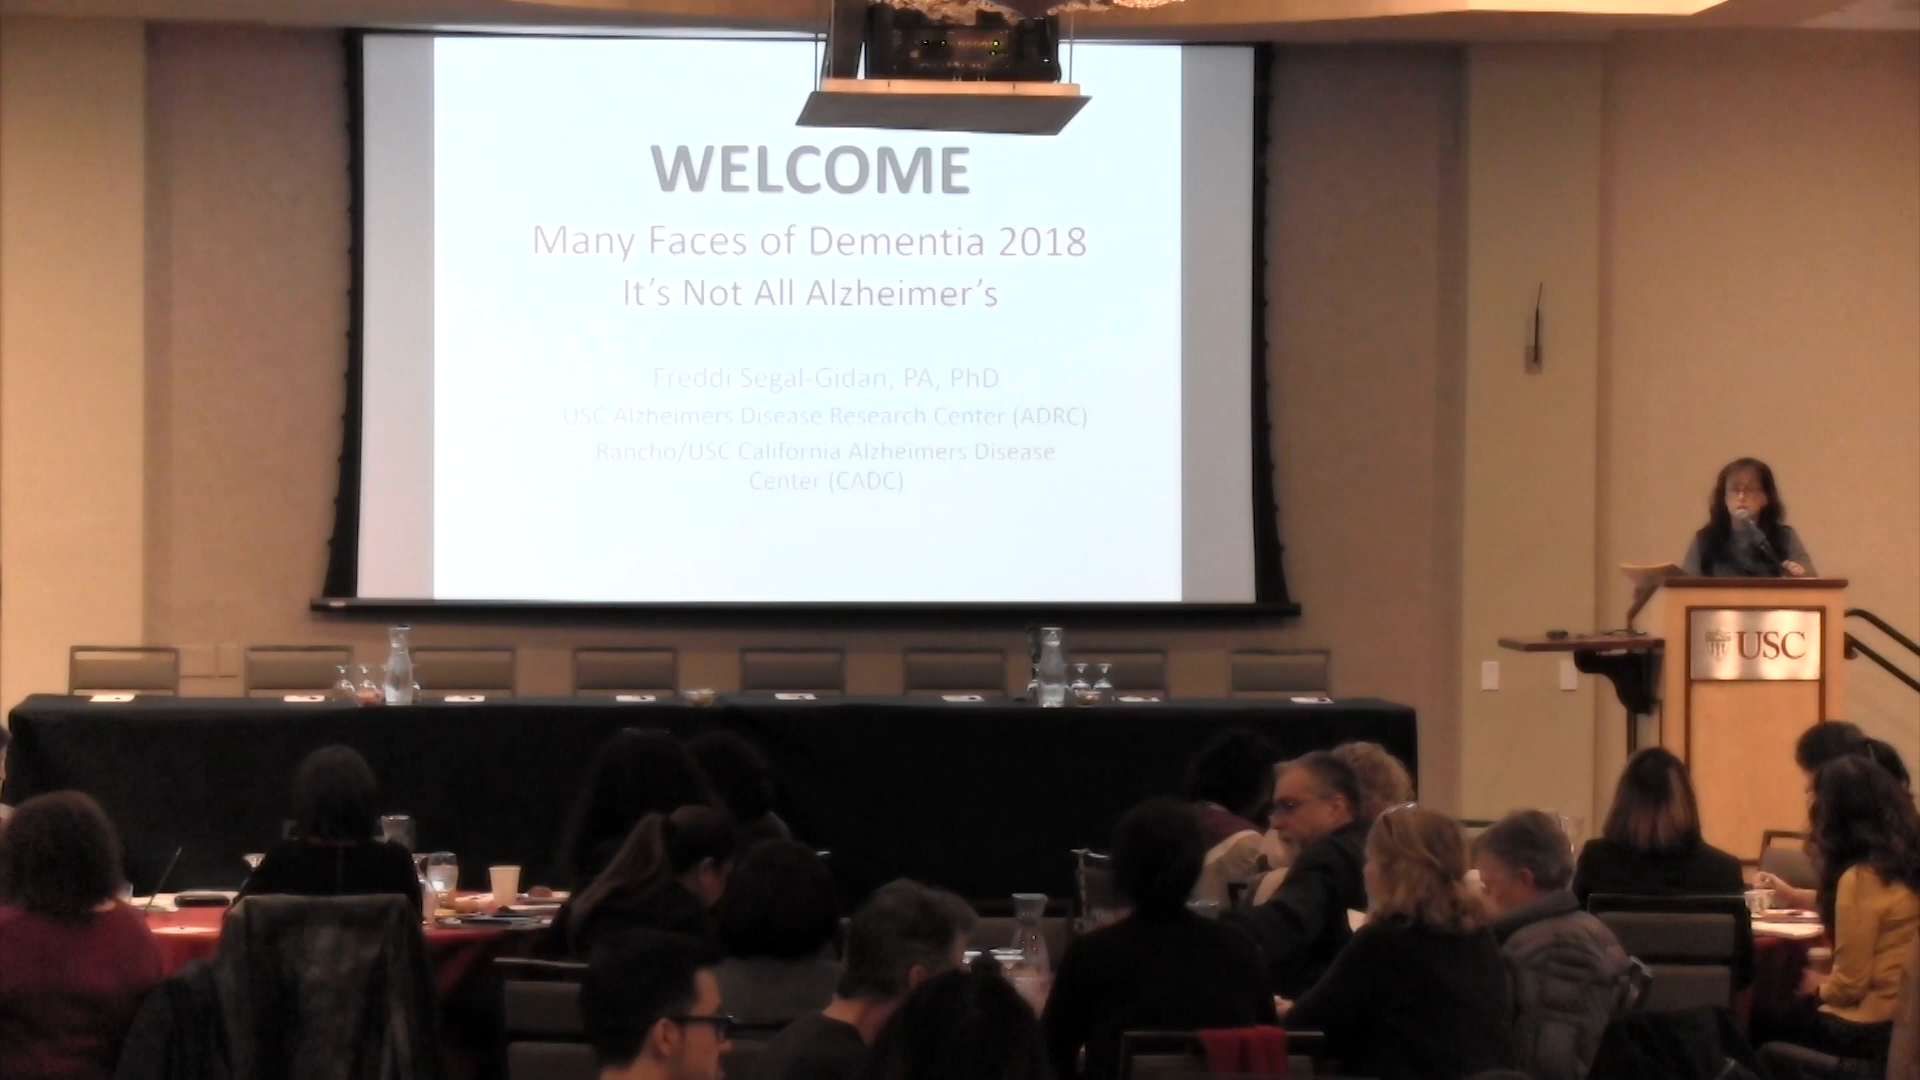 WELCOME
Many Faces of Dementia 2018
It's Not All Alzheimer's
Freddi Segal-Gidan, PA, PhD
USC Alzheimers Disease Research Center (ADRC)
Rancho/USC California Alzheimers Disease
Center (CADC)
USC